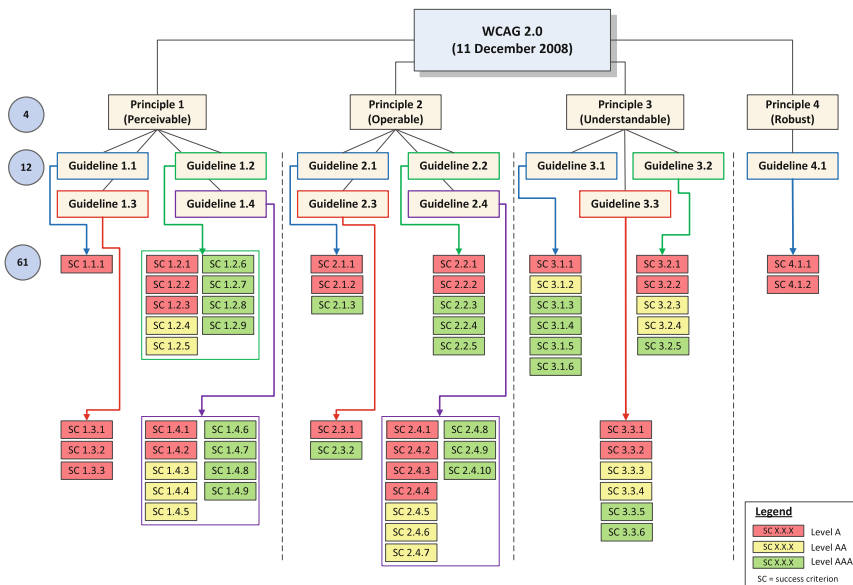 WCAG 2.0
(11 December 2008)
4
Principle 1
(Perceivable)
Principle 2
(Operable)
Principle 3
(Understandable)
Principle 4
(Robust)
12
Guideline 1.1
Guideline 1.2
Guideline 1.3
Guideline 1.4
Guideline 2.1
Guideline 2.2
Guideline 2.3
Guideline 2.4
Guideline 3.1
Guideline 3.2
Guideline 3.3
Guideline 4.1
61
SC 1.1.1
SC 1.2.1
SC 1.2.2
SC 1.2.3
SC 1.2.4
SC 1.2.5
SC 1.2.6
SC 1.2.7
SC 1.2.8
SC 1.2.9
SC 1.3.1
SC 1.3.2
SC 1.3.3
SC 1.4.1
SC 1.4.2
SC 1.4.3
SC 1.4.4
SC 1.4.5
SC 1.4.6
SC 1.4.7
SC 1.4.8
SC 1.4.9
SC 2.1.1
SC 2.1.2
SC 2.1.3
SC 2.2.1
SC 2.2.2
SC 2.2.3
SC 2.2.4
SC 2.2.5
SC 2.3.1
SC 2.3.2
SC 2.4.1
SC 2.4.2
SC 2.4.3
SC 2.4.4
SC 2.4.5
SC 2.4.6
SC 2.4.7
SC 2.4.8
SC 2.4.9
SC 2.4.10
SC 3.1.1
SC 3.1.2
SC 3.1.3
SC 3.1.4
SC 3.1.5
SC 3.1.6
SC 3.2.1
SC 3.2.2
SC 3.2.3
SC 3.2.4
SC 3.2.5
SC 3.3.1
SC 3.3.2
SC 3.3.3
SC 3.3.4
SC 3.3.5
SC 3.3.6
SC 4.1.1
SC 4.1.2
Legend
SC X.X.X Level A
SC X.X.X Level AA
SC X.X.X Level AAA
SC = success criterion